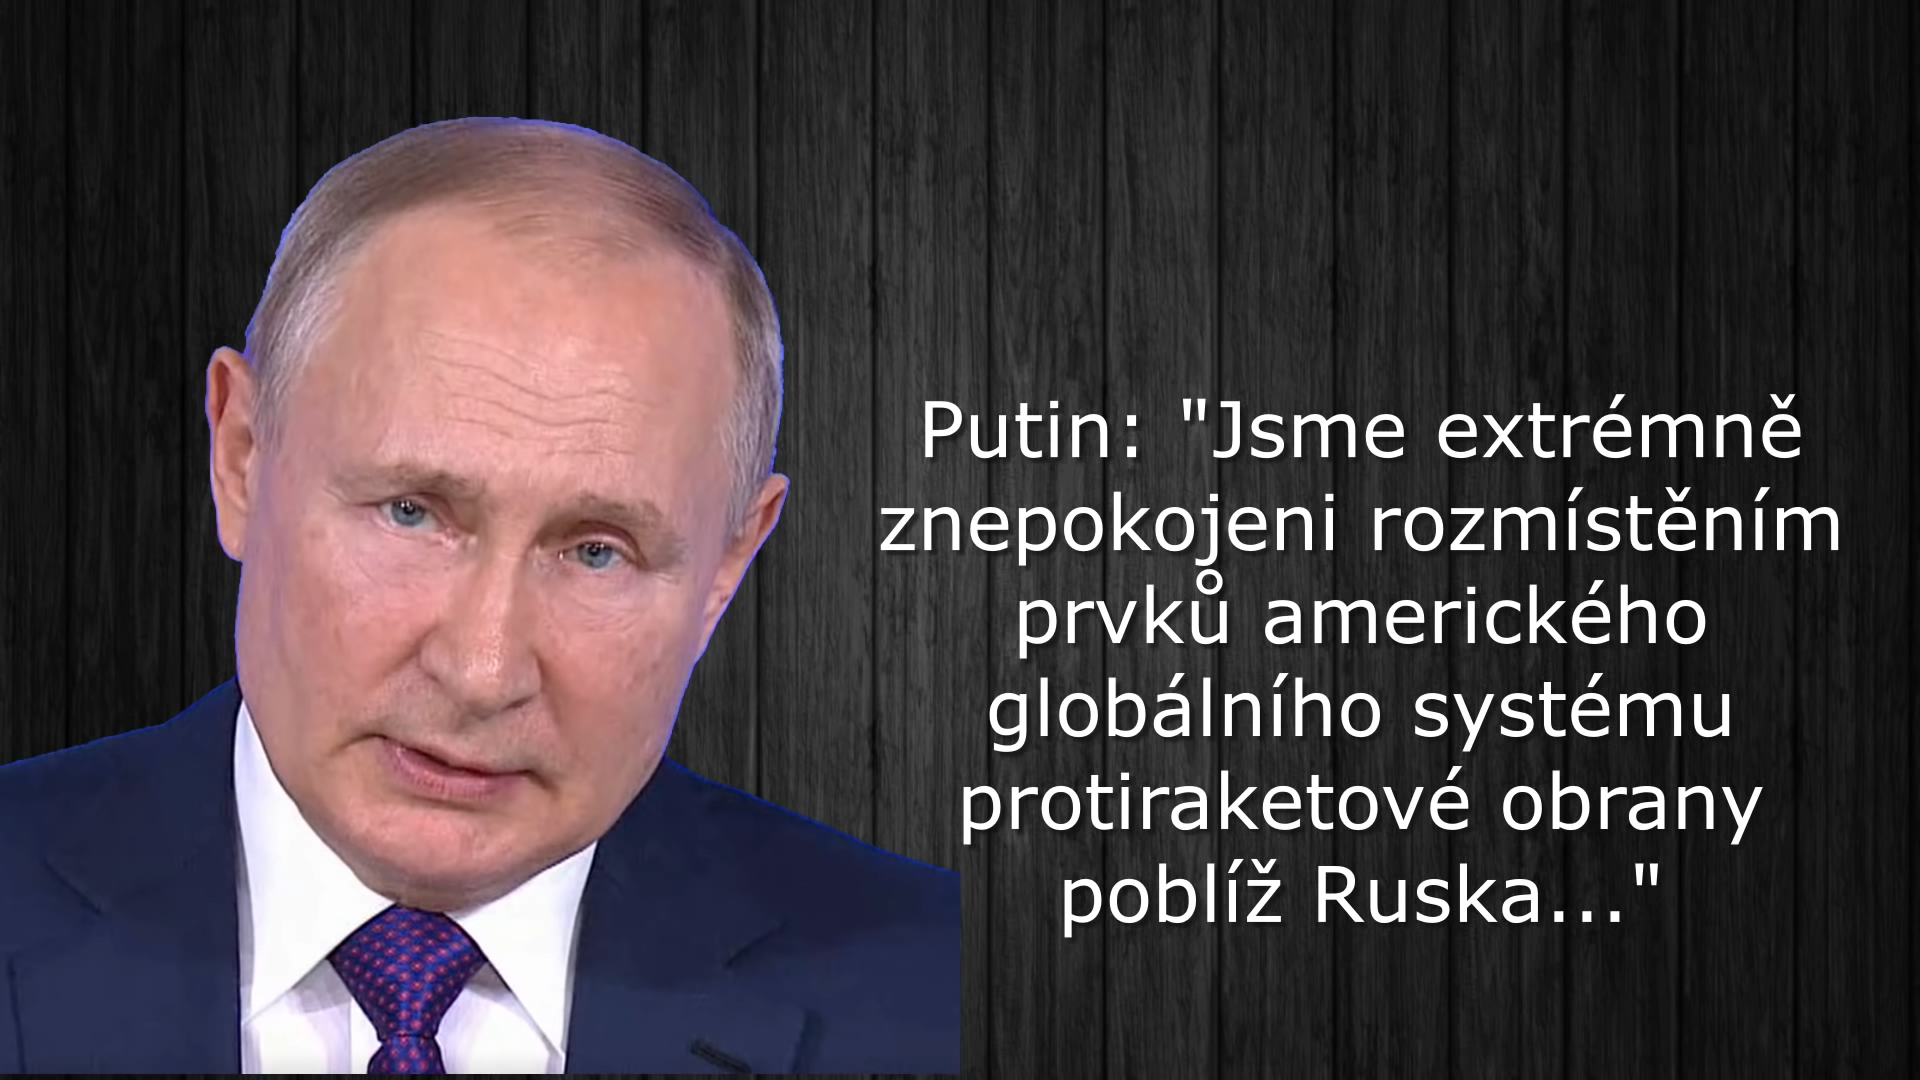 Putin: "Jsme extrémně
znepokojeni rozmístěním
prvků amerického
globálního systému
protiraketové obrany
poblíž Ruska..."